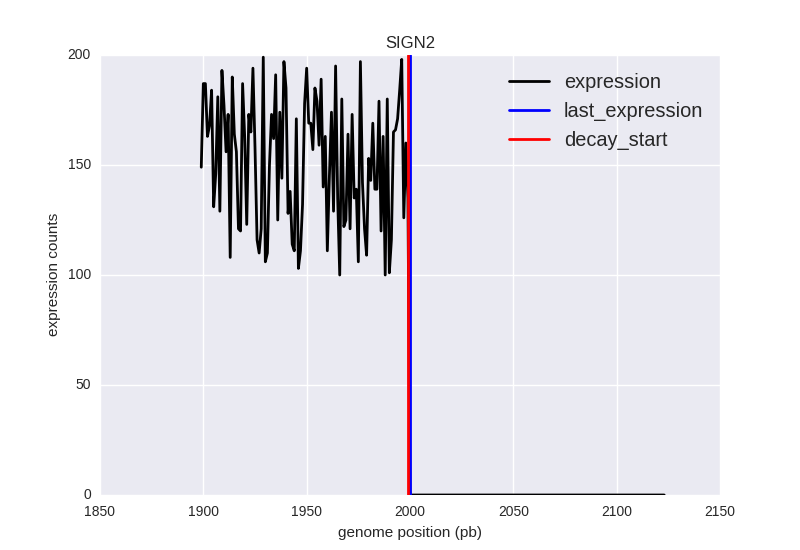 SIGN2
200
150
100
50
0
expression counts
expression
last_expression
decay_start
1850 1900 1950 2000 2050 2100 2150
genome position (pb)